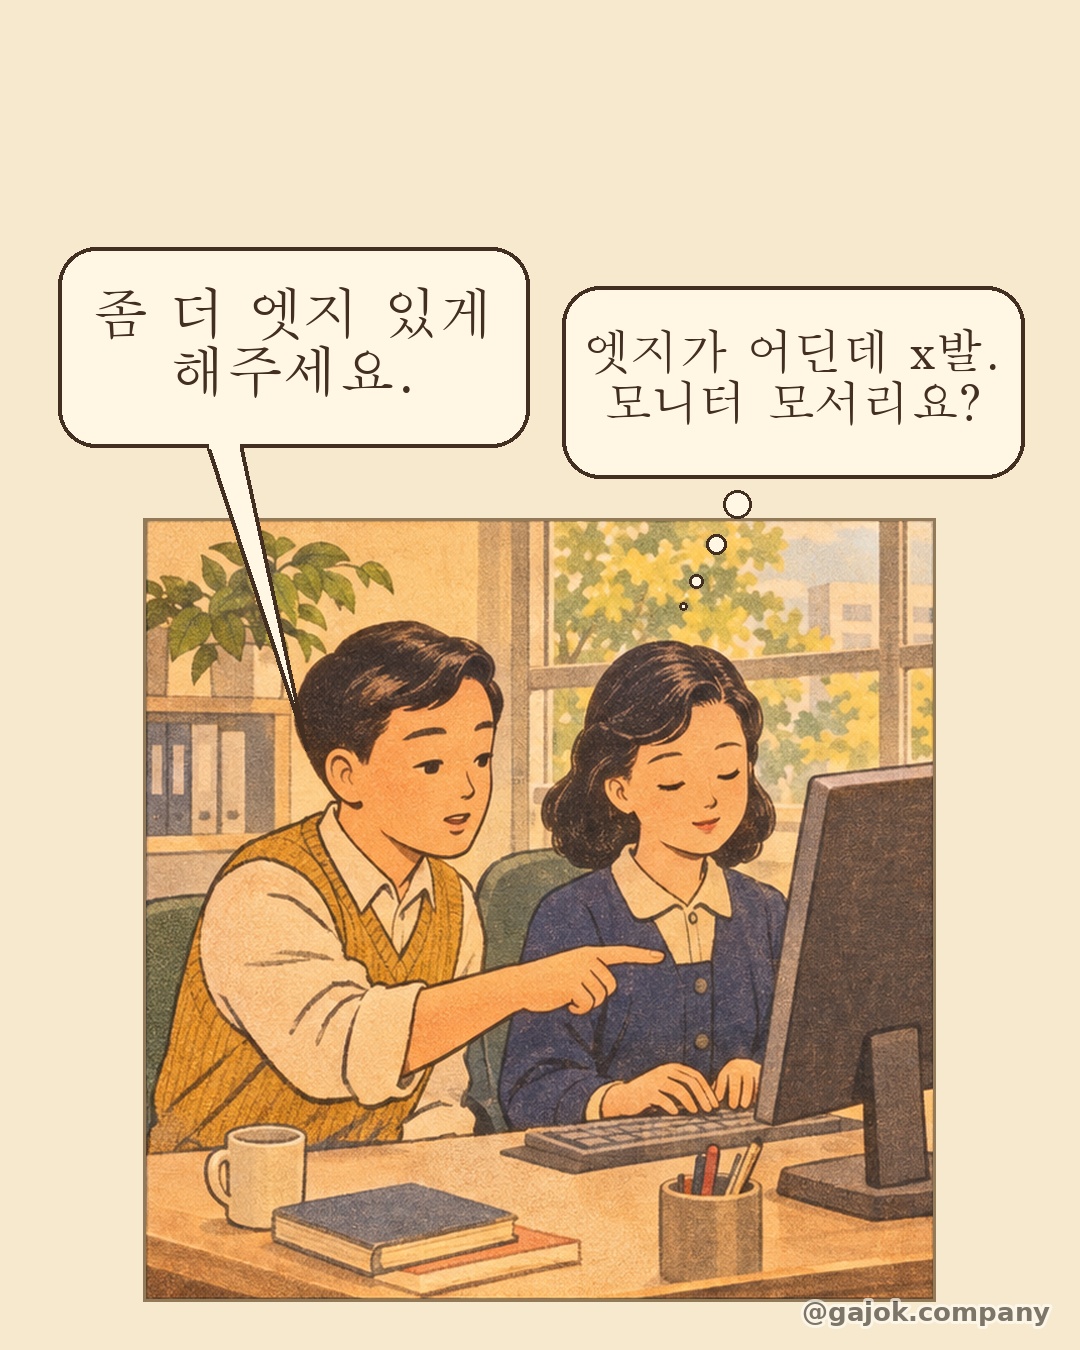 좀 더 엣지 있게
해주세요.
엣지가 어딘데 x발.
모니터 모서리요?
@gajok.company